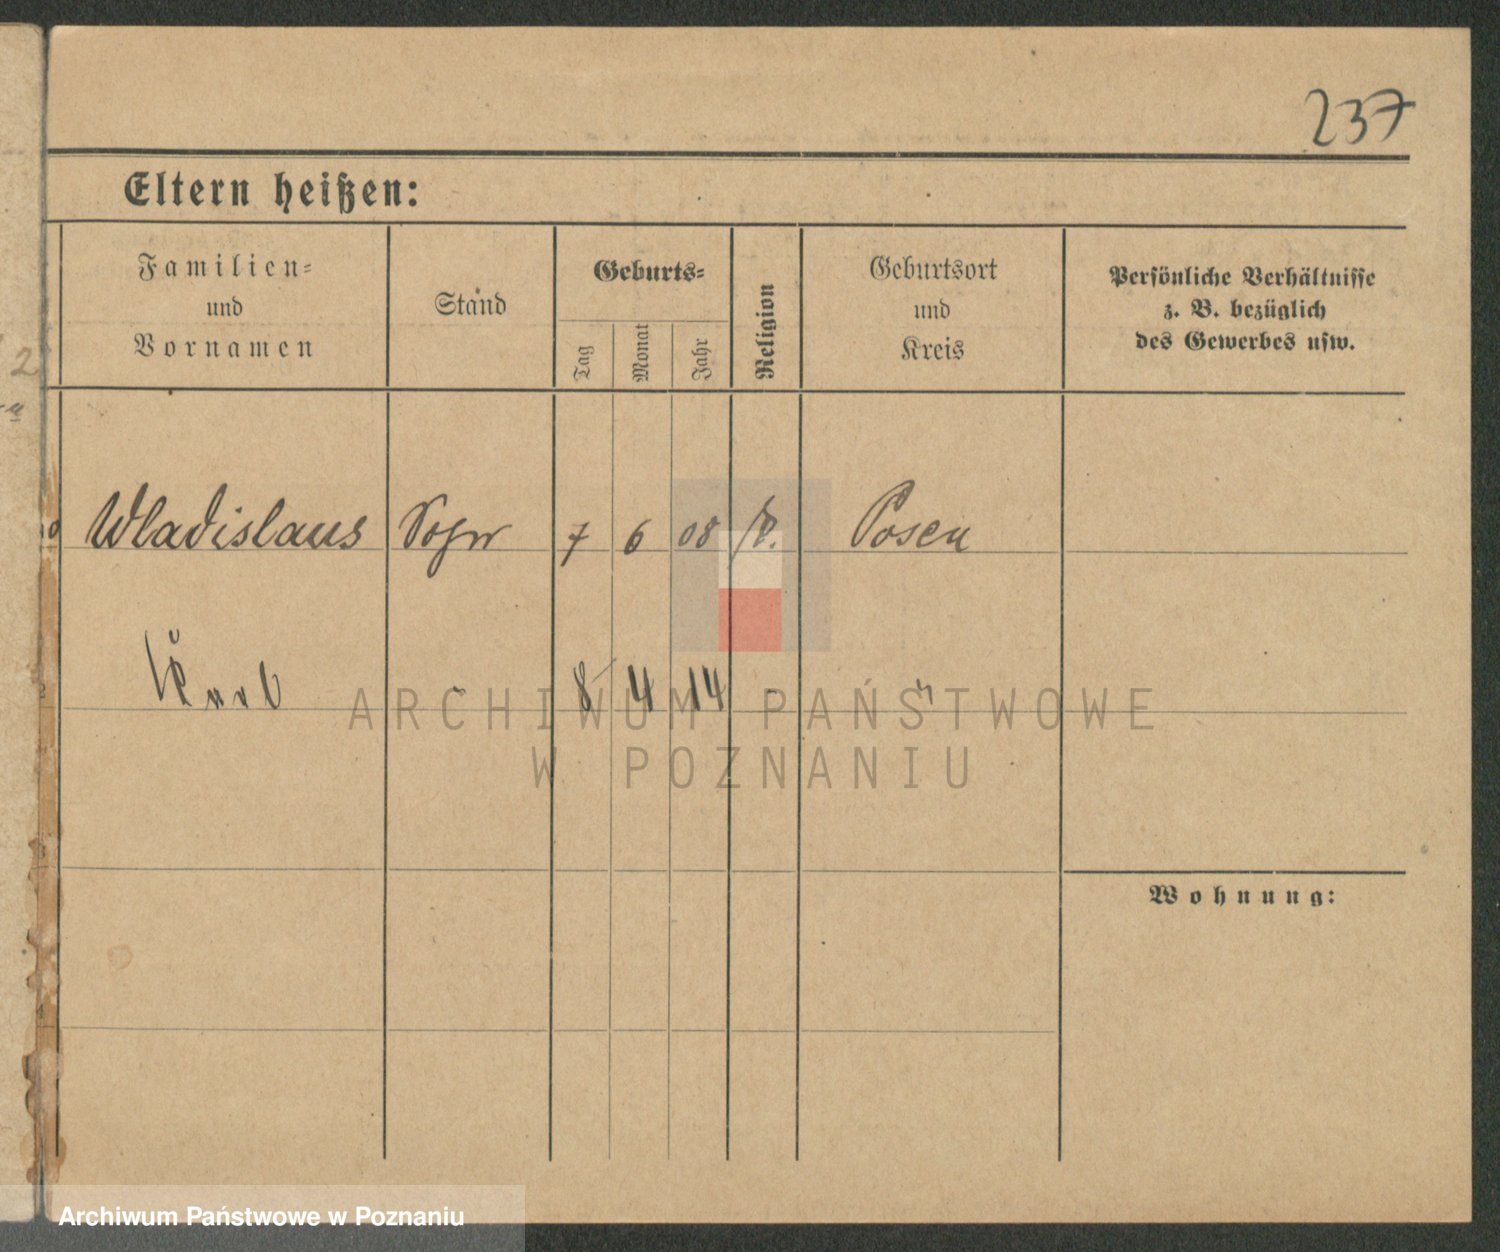 237
Eltern heißen:
Familien-
und
Vornamen
Stand
Geburts-
Tag
Monat
Jahr
Religion
Geburtsort
und
Kreis
Persönliche Verhältnisse
z. B. bezüglich
des Gewerbes usw.
Wladislaus Sohn 7 6 08 k. Posen
8 4 14 - "
Wohnung:
ARCHIWUM PAŃSTWOWE
W POZNANIU
Archiwum Państwowe w Poznaniu